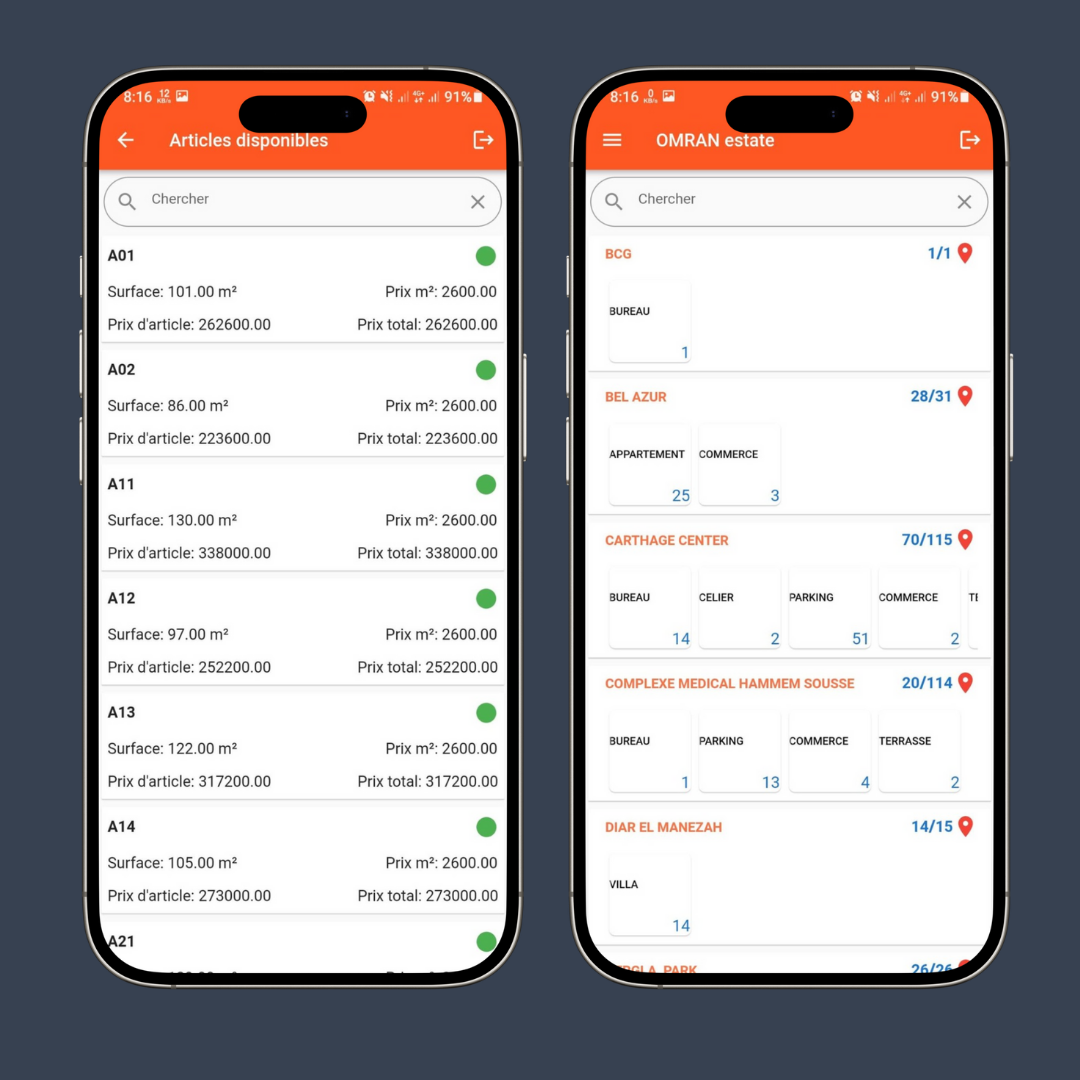 8:16 12 KB/s 4G+ 91%
Articles disponibles
Chercher
A01
Surface: 101.00 m² Prix m²: 2600.00
Prix d'article: 262600.00 Prix total: 262600.00
A02
Surface: 86.00 m² Prix m²: 2600.00
Prix d'article: 223600.00 Prix total: 223600.00
A11
Surface: 130.00 m² Prix m²: 2600.00
Prix d'article: 338000.00 Prix total: 338000.00
A12
Surface: 97.00 m² Prix m²: 2600.00
Prix d'article: 252200.00 Prix total: 252200.00
A13
Surface: 122.00 m² Prix m²: 2600.00
Prix d'article: 317200.00 Prix total: 317200.00
A14
Surface: 105.00 m² Prix m²: 2600.00
Prix d'article: 273000.00 Prix total: 273000.00
A21
8:16 0 KB/s 4G+ 91%
OMRAN estate
Chercher
BCG 1/1
BUREAU
1
BEL AZUR 28/31
APPARTEMENT COMMERCE
25 3
CARTHAGE CENTER 70/115
BUREAU CELIER PARKING COMMERCE
14 2 51 2
COMPLEXE MEDICAL HAMMEM SOUSSE 20/114
BUREAU PARKING COMMERCE TERRASSE
1 13 4 2
DIAR EL MANEZAH 14/15
VILLA
14
PARK 26/26